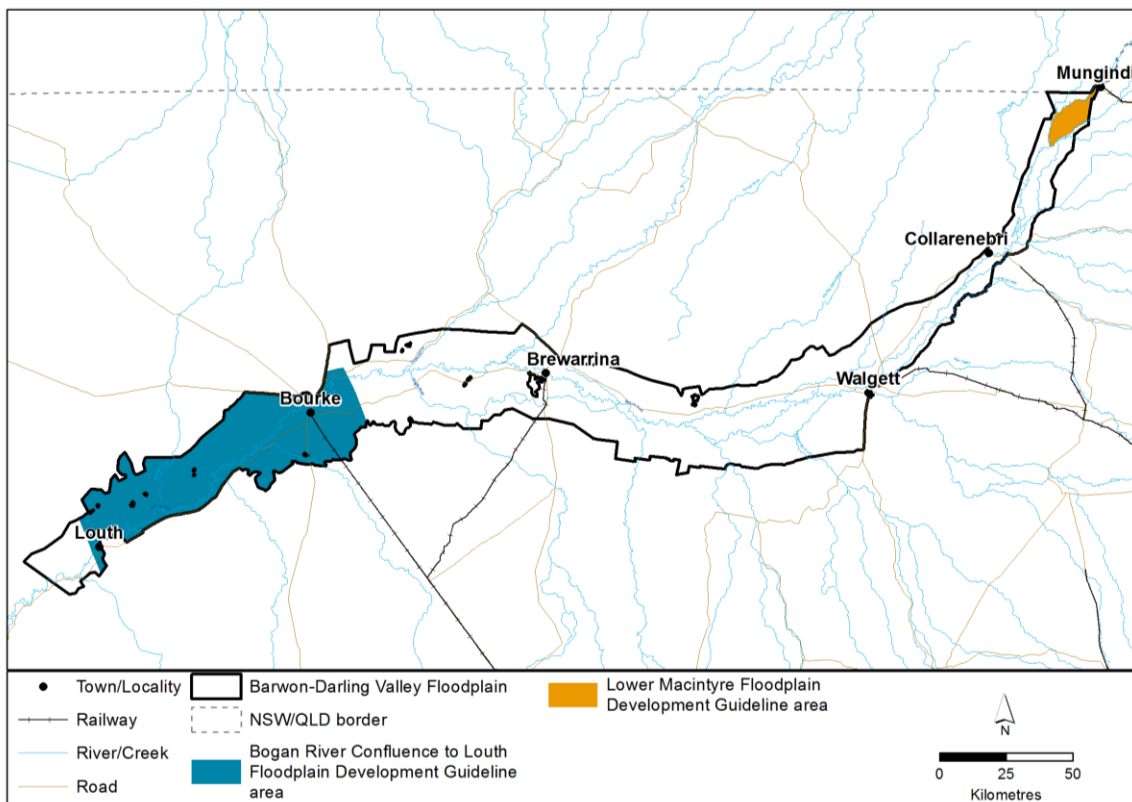 Mungindi
Collarenebri
Brewarrina
Walgett
Bourke
Louth
Town/Locality
Railway
River/Creek
Road
Barwon-Darling Valley Floodplain
NSW/QLD border
Bogan River Confluence to Louth
Floodplain Development Guideline
area
Lower Macintyre Floodplain
Development Guideline area
N
0 25 50
Kilometres